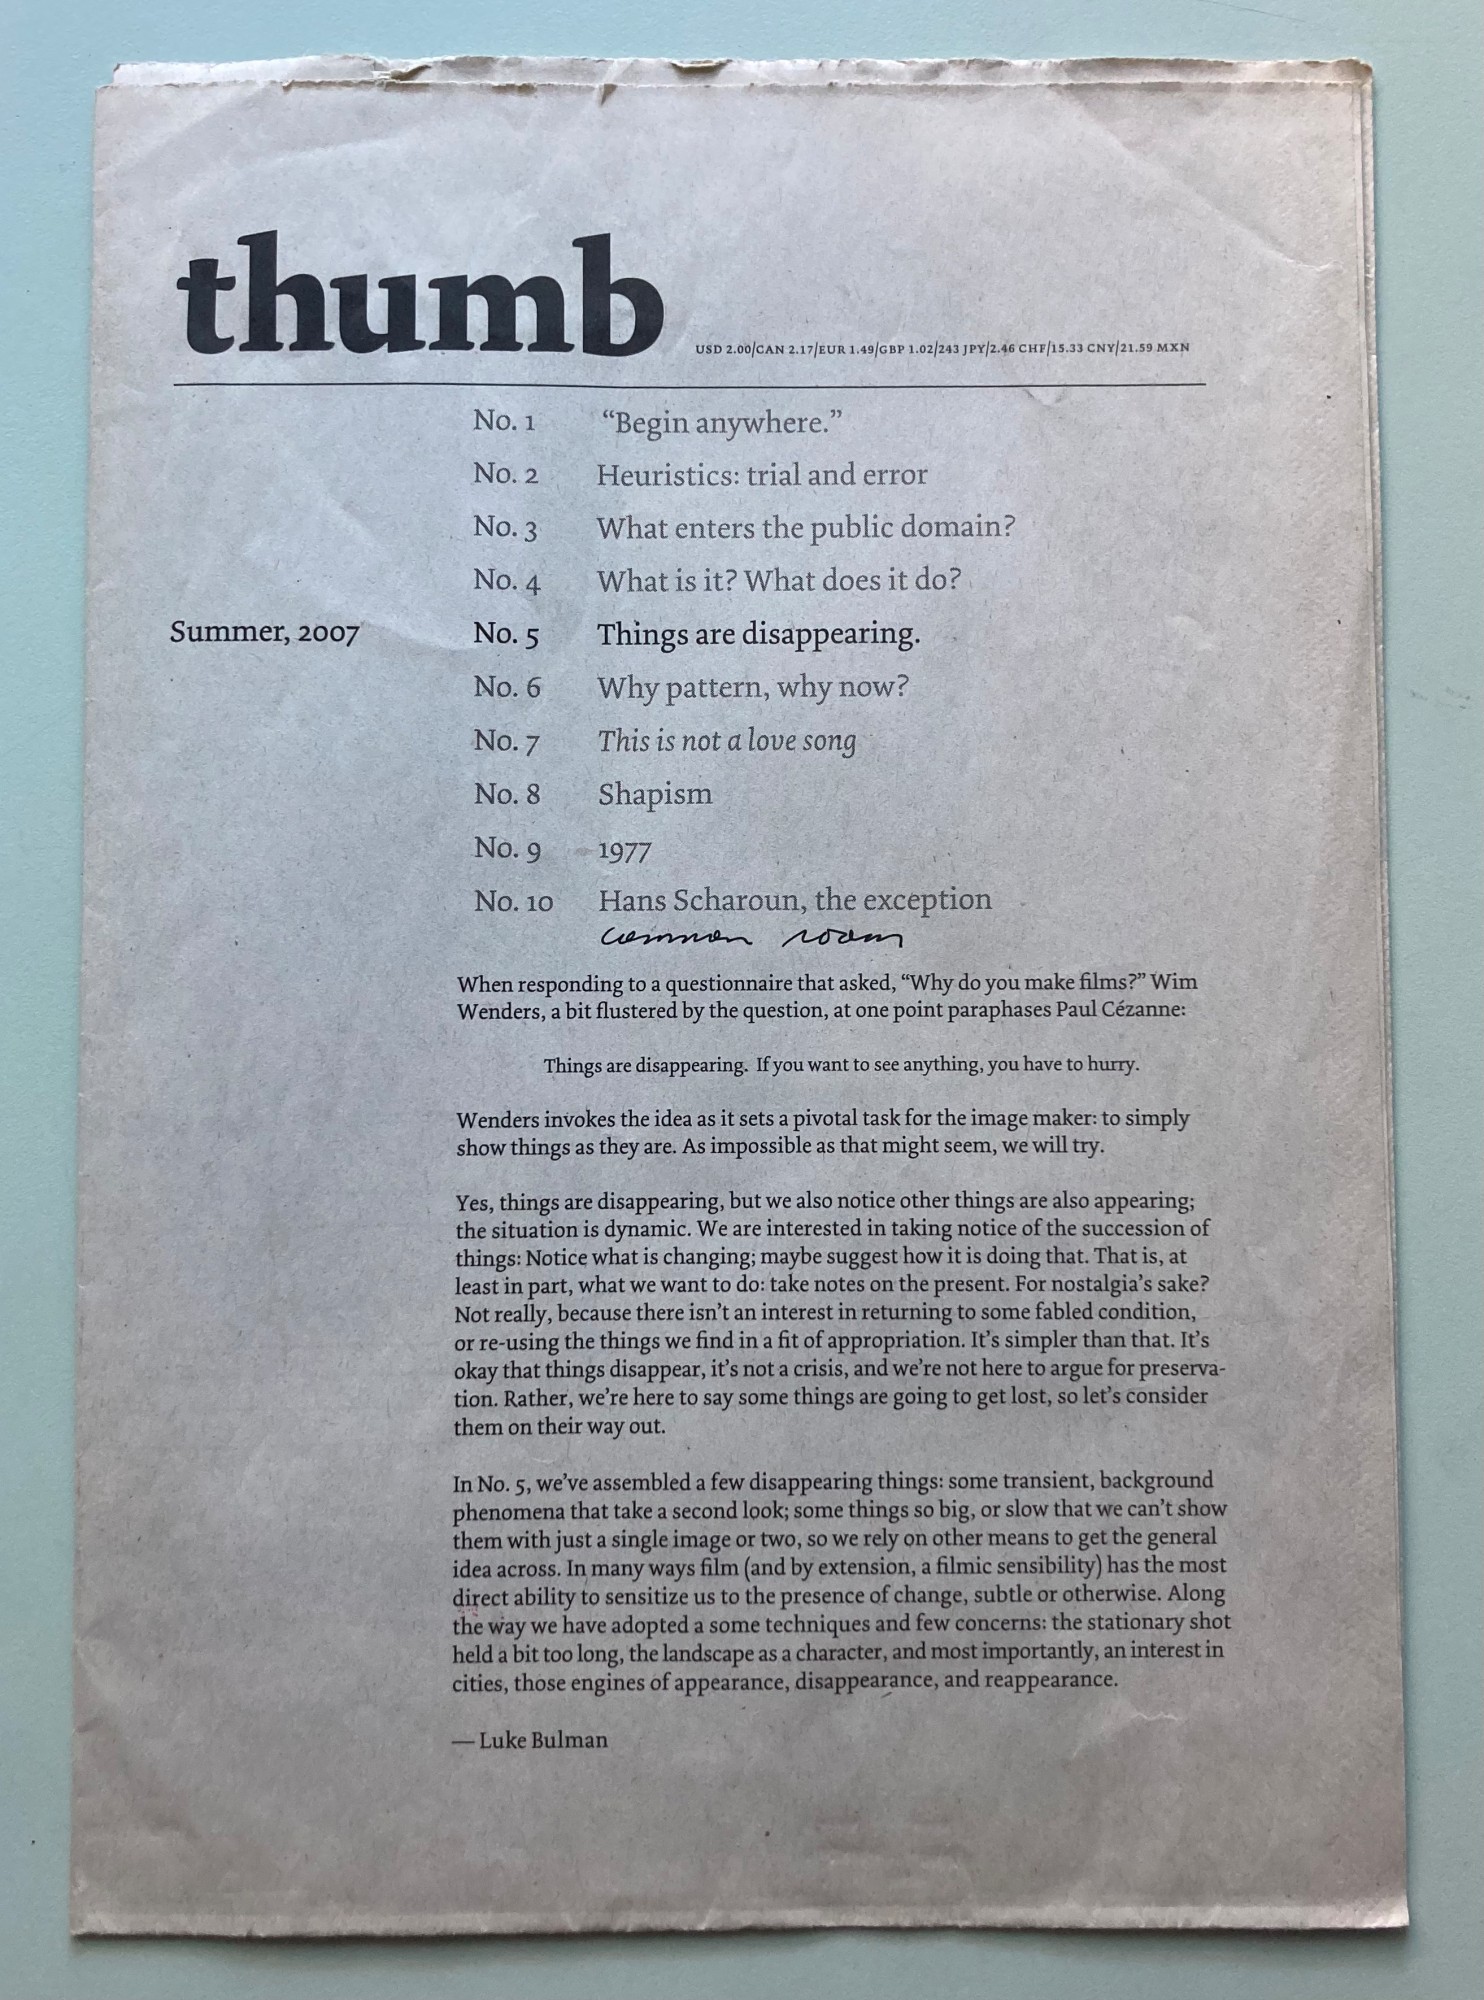 thumb
USD 2.00/CAN 2.17/EUR 1.49/GBP 1.02/243 JPY/2.46 CHF/15.33 CNY/21.59 MXN
No. 1 “Begin anywhere.”
No. 2 Heuristics: trial and error
No. 3 What enters the public domain?
No. 4 What is it? What does it do?
Summer, 2007 No. 5 Things are disappearing.
No. 6 Why pattern, why now?
No. 7 This is not a love song
No. 8 Shapism
No. 9 1977
No. 10 Hans Scharoun, the exception
common room
When responding to a questionnaire that asked, “Why do you make films?” Wim
Wenders, a bit flustered by the question, at one point paraphases Paul Cézanne:
Things are disappearing. If you want to see anything, you have to hurry.
Wenders invokes the idea as it sets a pivotal task for the image maker: to simply
show things as they are. As impossible as that might seem, we will try.
Yes, things are disappearing, but we also notice other things are also appearing;
the situation is dynamic. We are interested in taking notice of the succession of
things: Notice what is changing; maybe suggest how it is doing that. That is, at
least in part, what we want to do: take notes on the present. For nostalgia’s sake?
Not really, because there isn’t an interest in returning to some fabled condition,
or re-using the things we find in a fit of appropriation. It’s simpler than that. It’s
okay that things disappear, it’s not a crisis, and we’re not here to argue for preserva-
tion. Rather, we’re here to say some things are going to get lost, so let’s consider
them on their way out.
In No. 5, we’ve assembled a few disappearing things: some transient, background
phenomena that take a second look; some things so big, or slow that we can’t show
them with just a single image or two, so we rely on other means to get the general
idea across. In many ways film (and by extension, a filmic sensibility) has the most
direct ability to sensitize us to the presence of change, subtle or otherwise. Along
the way we have adopted a some techniques and few concerns: the stationary shot
held a bit too long, the landscape as a character, and most importantly, an interest in
cities, those engines of appearance, disappearance, and reappearance.
— Luke Bulman